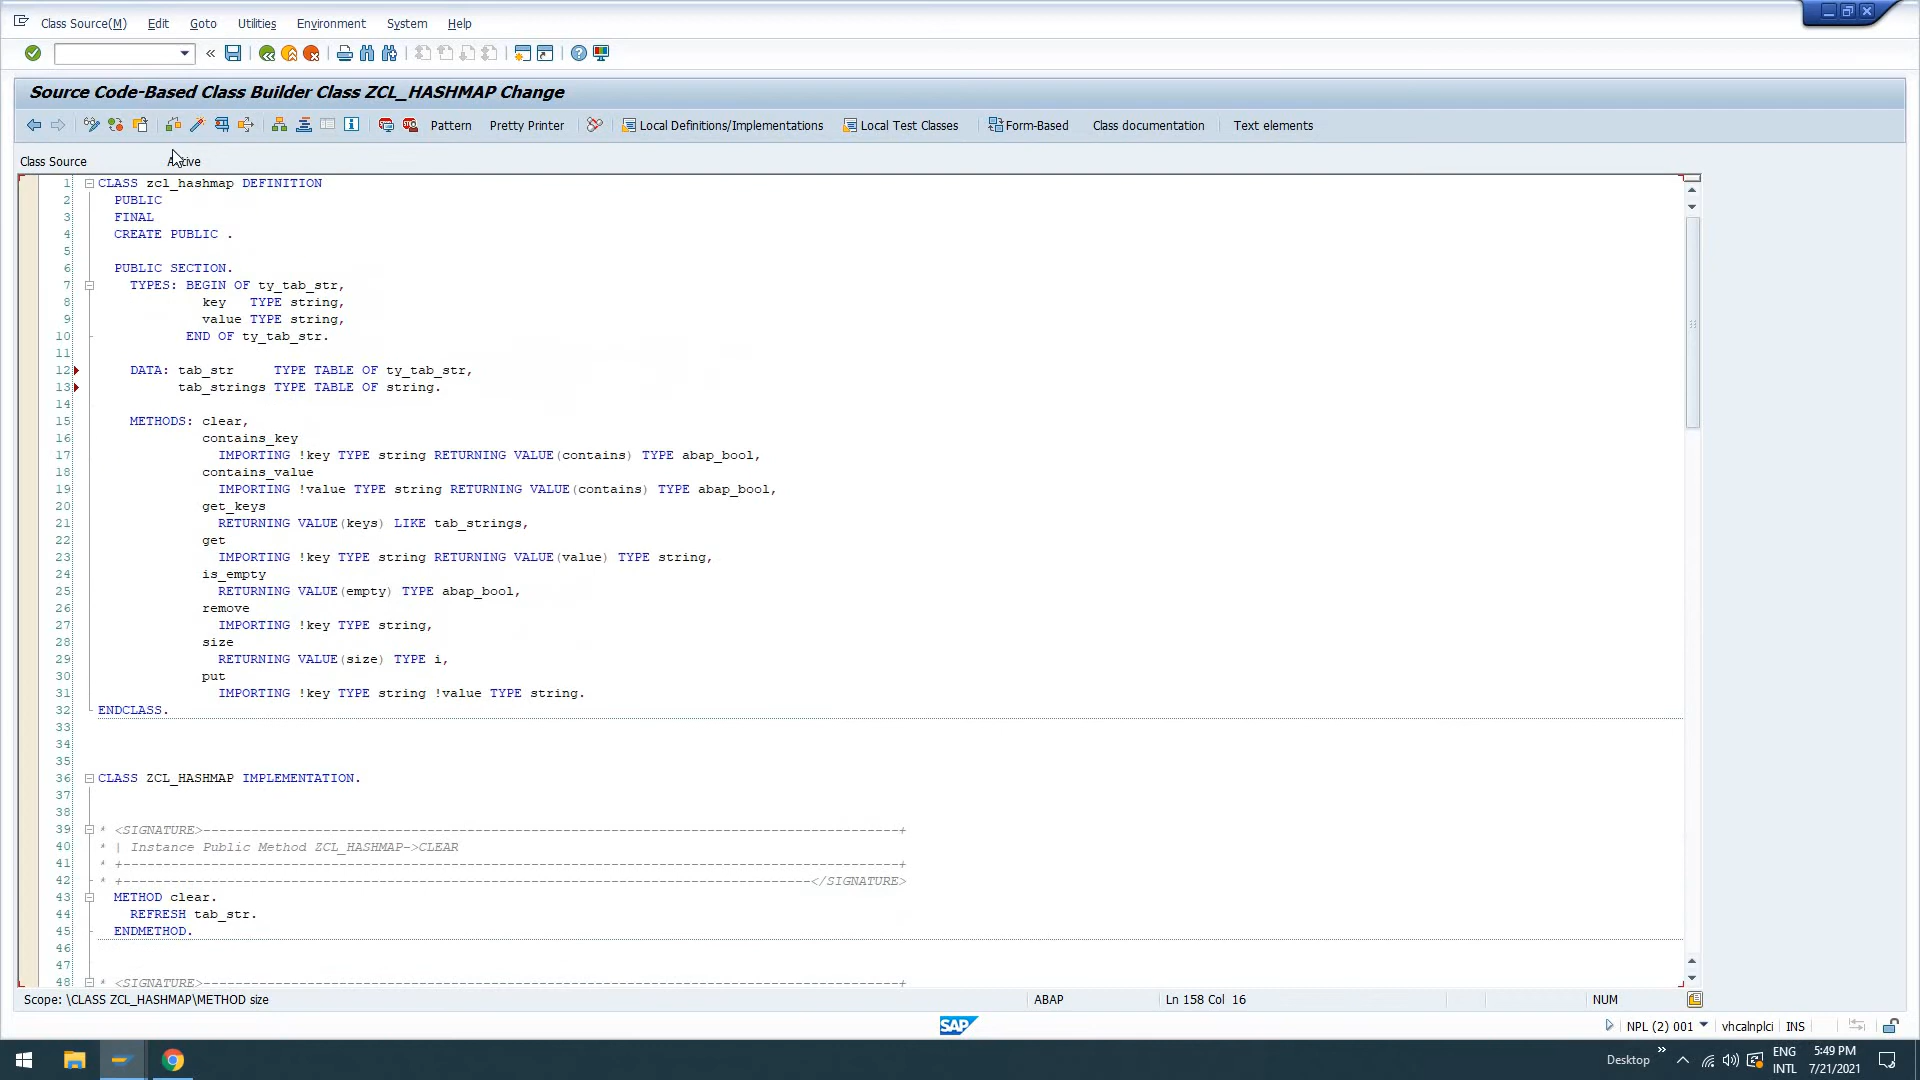 Class Source(M) Edit Goto Utilities Environment System Help
Source Code-Based Class Builder Class ZCL_HASHMAP Change
Pattern Pretty Printer Local Definitions/Implementations Local Test Classes Form-Based Class documentation Text elements
Class Source Active
1 CLASS zcl_hashmap DEFINITION
2 PUBLIC
3 FINAL
4 CREATE PUBLIC .
5
6 PUBLIC SECTION.
7 TYPES: BEGIN OF ty_tab_str,
8 key TYPE string,
9 value TYPE string,
10 END OF ty_tab_str.
11
12 DATA: tab_str TYPE TABLE OF ty_tab_str,
13 tab_strings TYPE TABLE OF string.
14
15 METHODS: clear,
16 contains_key
17 IMPORTING !key TYPE string RETURNING VALUE(contains) TYPE abap_bool,
18 contains_value
19 IMPORTING !value TYPE string RETURNING VALUE(contains) TYPE abap_bool,
20 get_keys
21 RETURNING VALUE(keys) LIKE tab_strings,
22 get
23 IMPORTING !key TYPE string RETURNING VALUE(value) TYPE string,
24 is_empty
25 RETURNING VALUE(empty) TYPE abap_bool,
26 remove
27 IMPORTING !key TYPE string,
28 size
29 RETURNING VALUE(size) TYPE i,
30 put
31 IMPORTING !key TYPE string !value TYPE string.
32 ENDCLASS.
33
34
35
36 CLASS ZCL_HASHMAP IMPLEMENTATION.
37
38
39 * <SIGNATURE>---------------------------------------------------------------------------------------+
40 * | Instance Public Method ZCL_HASHMAP->CLEAR
41 * +-------------------------------------------------------------------------------------------------+
42 * +--------------------------------------------------------------------------------------</SIGNATURE>
43 METHOD clear.
44 REFRESH tab_str.
45 ENDMETHOD.
46
47
48 * <SIGNATURE>---------------------------------------------------------------------------------------+
Scope: \CLASS ZCL_HASHMAP\METHOD size ABAP Ln 158 Col 16 NUM
SAP
NPL (2) 001 vhcalnplci INS
Desktop ENG 5:49 PM
INTL 7/21/2021